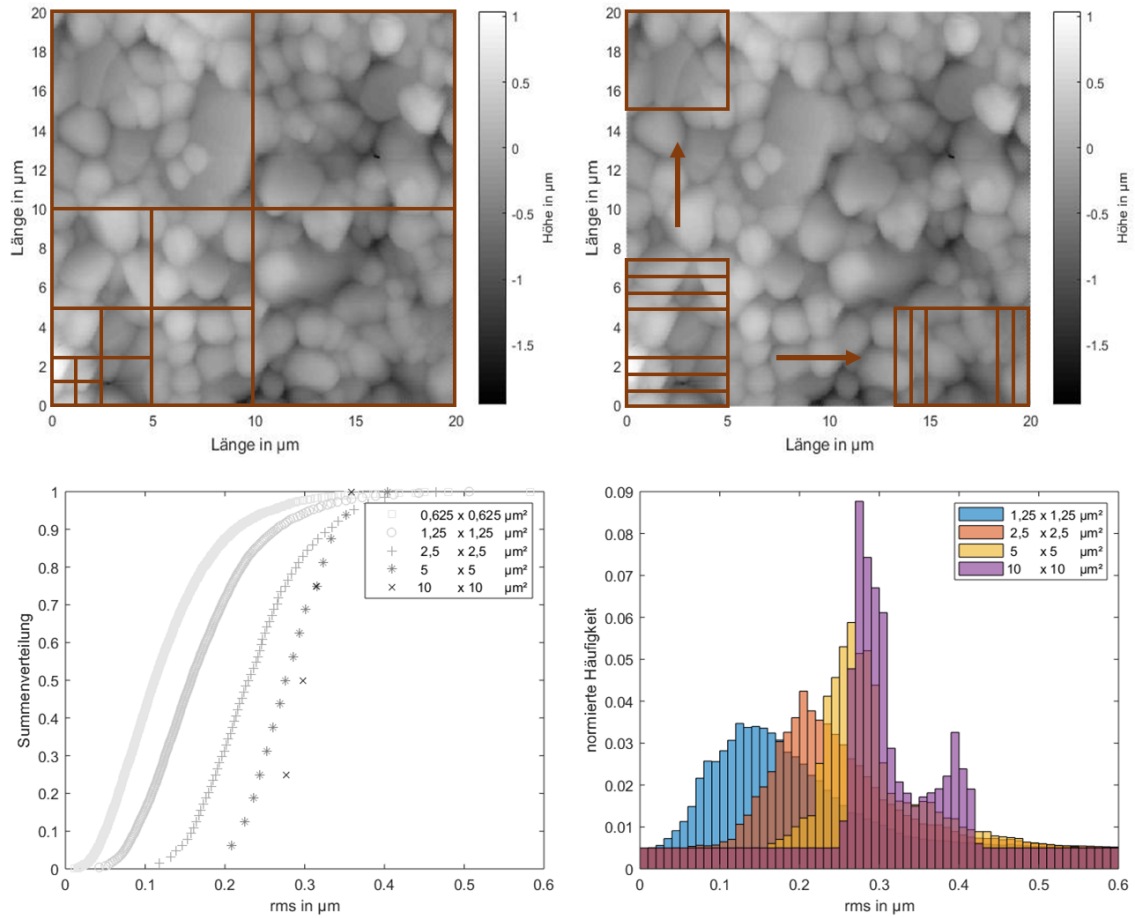 20
18
16
14
12
10
8
6
4
2
0
Länge in µm
0 5 10 15 20
Länge in µm
1
0.5
0
-0.5
-1
-1.5
Höhe in µm
20
18
16
14
12
10
8
6
4
2
0
Länge in µm
0 5 10 15 20
Länge in µm
1
0.5
0
-0.5
-1
-1.5
Höhe in µm
1
0.9
0.8
0.7
0.6
0.5
0.4
0.3
0.2
0.1
0
Summenverteilung
0,625 x 0,625 µm²
1,25 x 1,25 µm²
2,5 x 2,5 µm²
5 x 5 µm²
10 x 10 µm²
0 0.1 0.2 0.3 0.4 0.5 0.6
rms in µm
0.09
0.08
0.07
0.06
0.05
0.04
0.03
0.02
0.01
0
normierte Häufigkeit
1,25 x 1,25 µm²
2,5 x 2,5 µm²
5 x 5 µm²
10 x 10 µm²
0 0.1 0.2 0.3 0.4 0.5 0.6
rms in µm